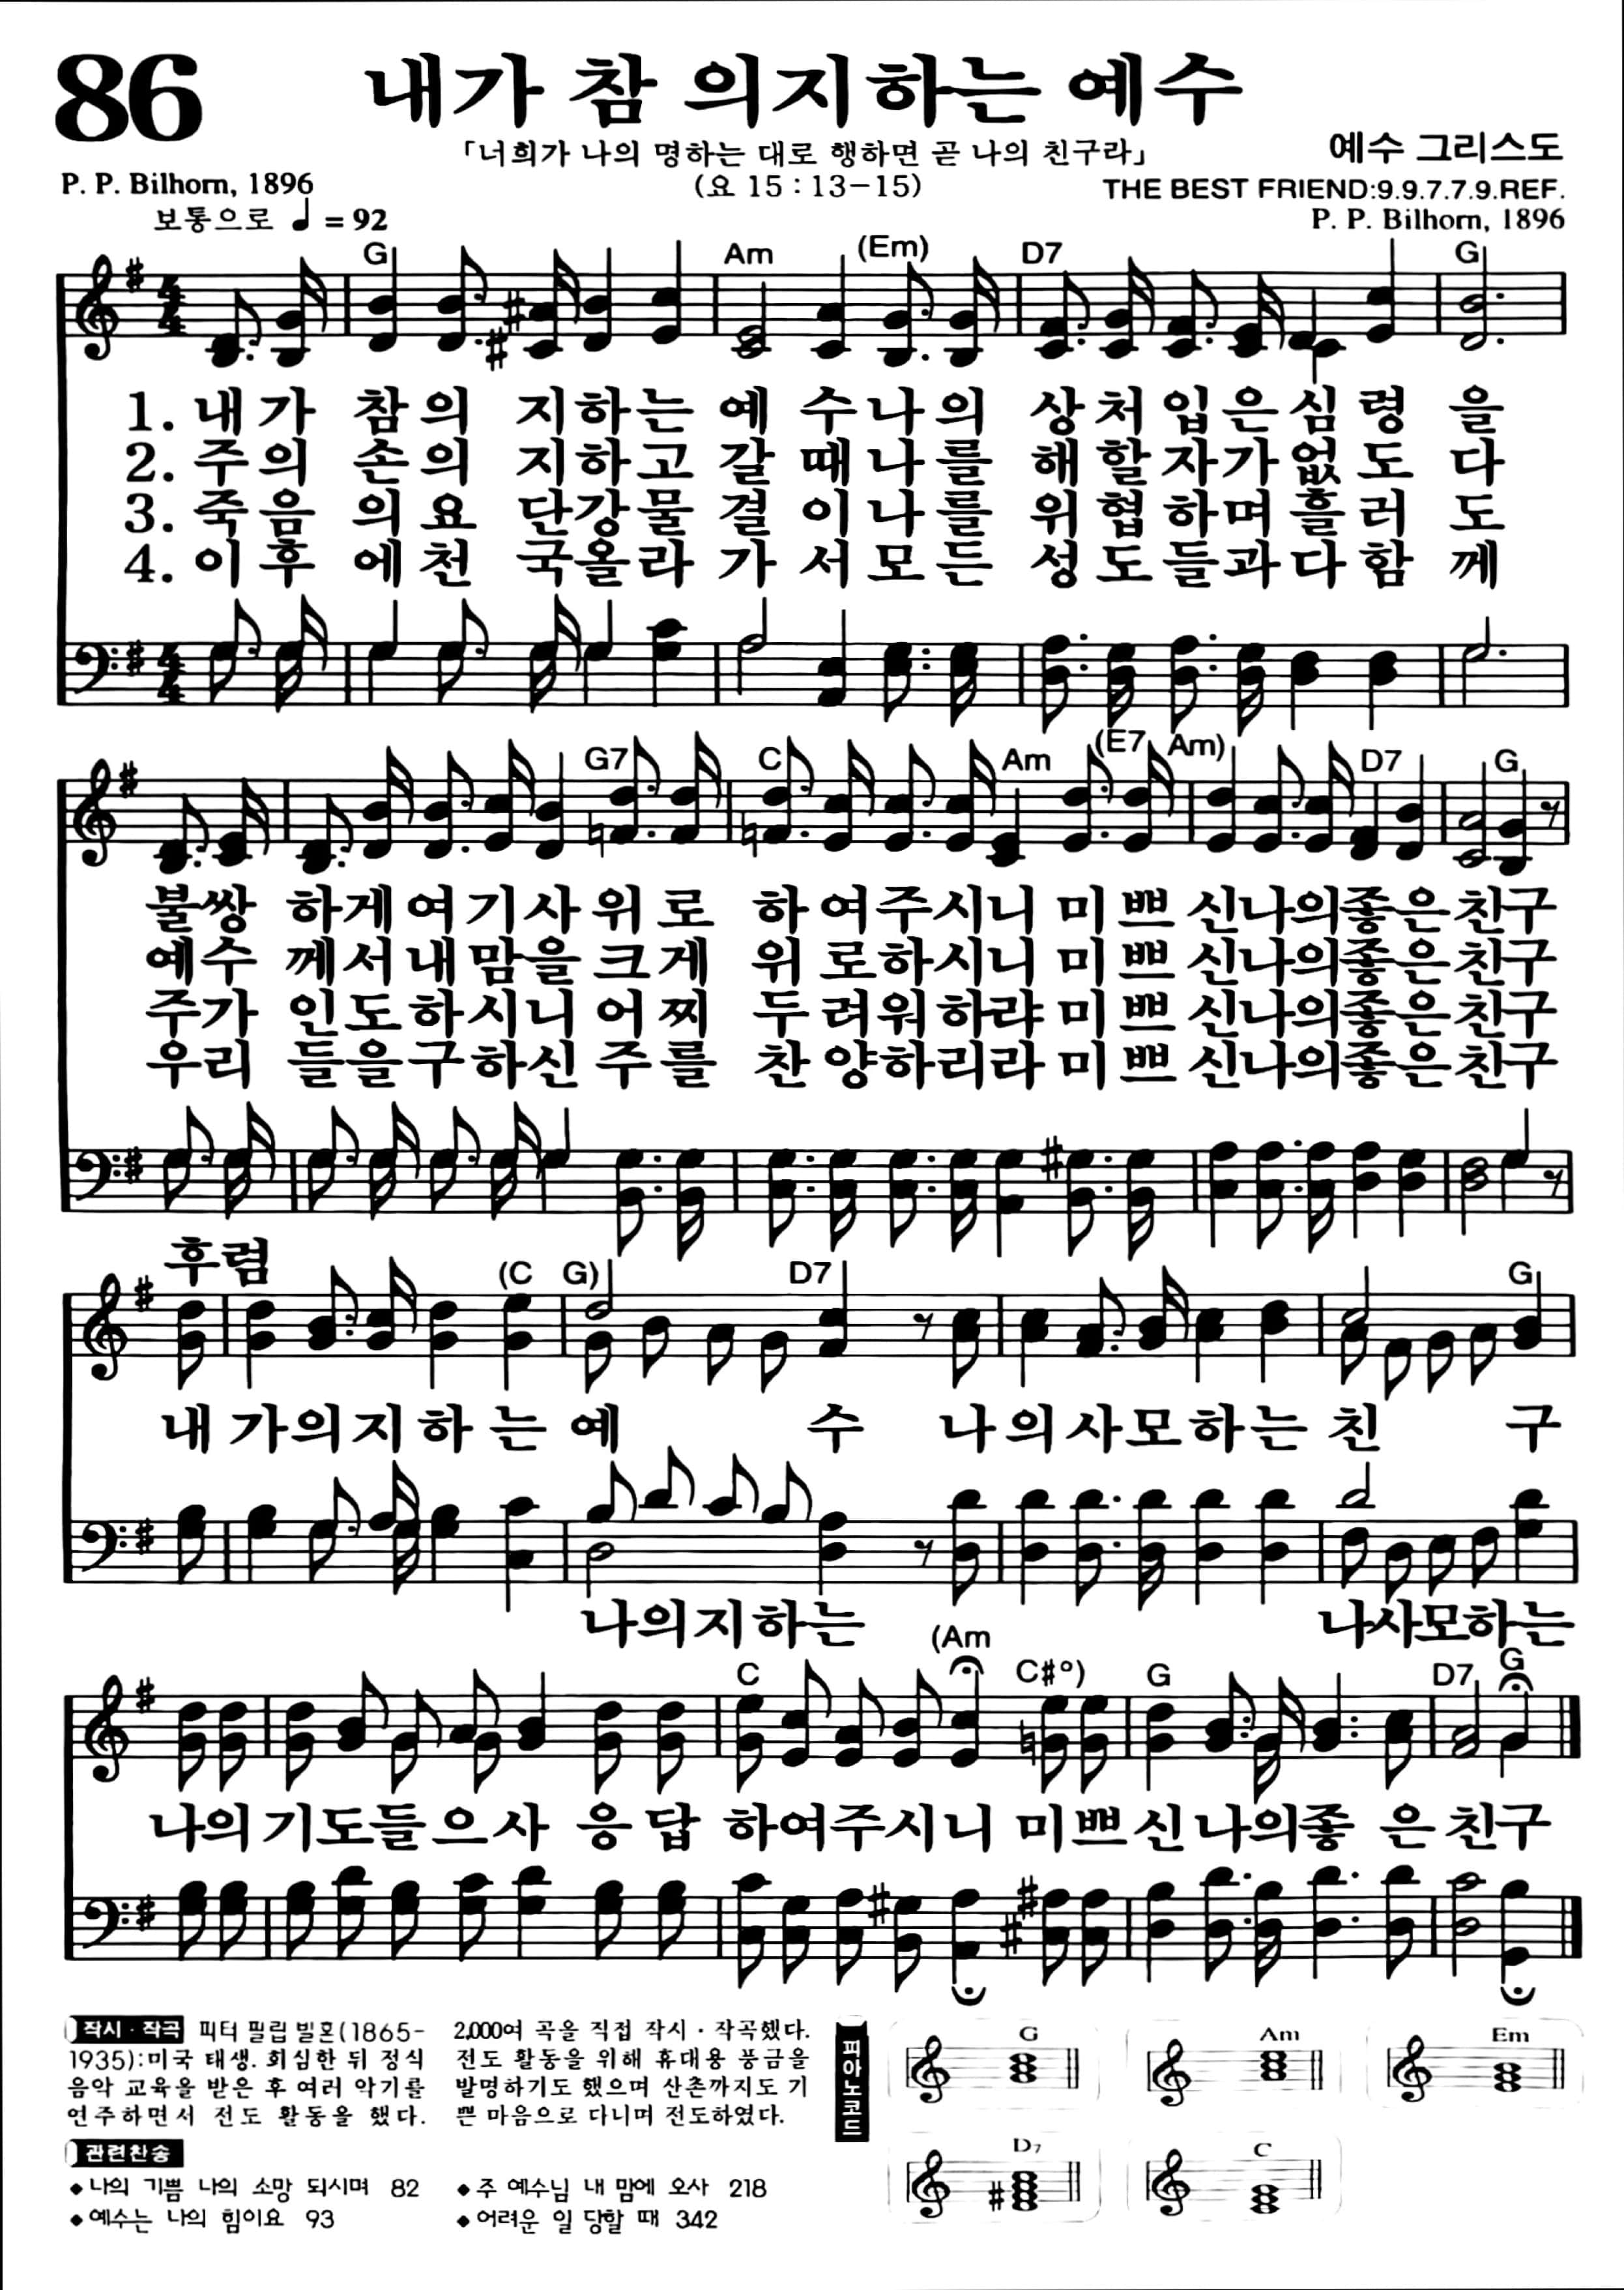 86
내가 참 의지하는 예수
「너희가 나의 명하는 대로 행하면 곧 나의 친구라」
예수 그리스도
P. P. Bilhorn, 1896
(요 15 : 13-15)
THE BEST FRIEND:9.9.7.7.9.REF.
보통으로 ♩ = 92
P. P. Bilhorn, 1896
G Am (Em) D7 G
1. 내가 참의 지하는 예 수나의 상처입은심령 을
2. 주의 손의 지하고 갈 때나를 해할자가없도 다
3. 죽음 의요 단강물 결 이나를 위협하며흘러 도
4. 이후 에천 국올라 가 서모든 성도들과다함 께
G7 C Am (E7 Am) D7 G
불쌍 하게여기사위로 하여주시니 미쁘 신나의좋은친구
예수 께서내맘을크게 위로하시니 미쁘 신나의좋은친구
주가 인도하시니어찌 두려워하랴 미쁘 신나의좋은친구
우리 들을구하신주를 찬양하리라 미쁘 신나의좋은친구
후렴
(C G) D7 G
내 가의지하는 예 수 나의사모하는 친 구
나의지하는 나사모하는
C (Am C#°) G D7 G
나의기도들으사 응답 하여주시니 미쁘신나의좋 은 친구
작시 · 작곡 피터 필립 빌혼(1865-
1935):미국 태생. 회심한 뒤 정식
음악 교육을 받은 후 여러 악기를
연주하면서 전도 활동을 했다.
2,000여 곡을 직접 작시 · 작곡했다.
전도 활동을 위해 휴대용 풍금을
발명하기도 했으며 산촌까지도 기
쁜 마음으로 다니며 전도하였다.
관련찬송
◆나의 기쁨 나의 소망 되시며 82
◆예수는 나의 힘이요 93
◆주 예수님 내 맘에 오사 218
◆어려운 일 당할 때 342
피아노코드
G Am Em
D7 C